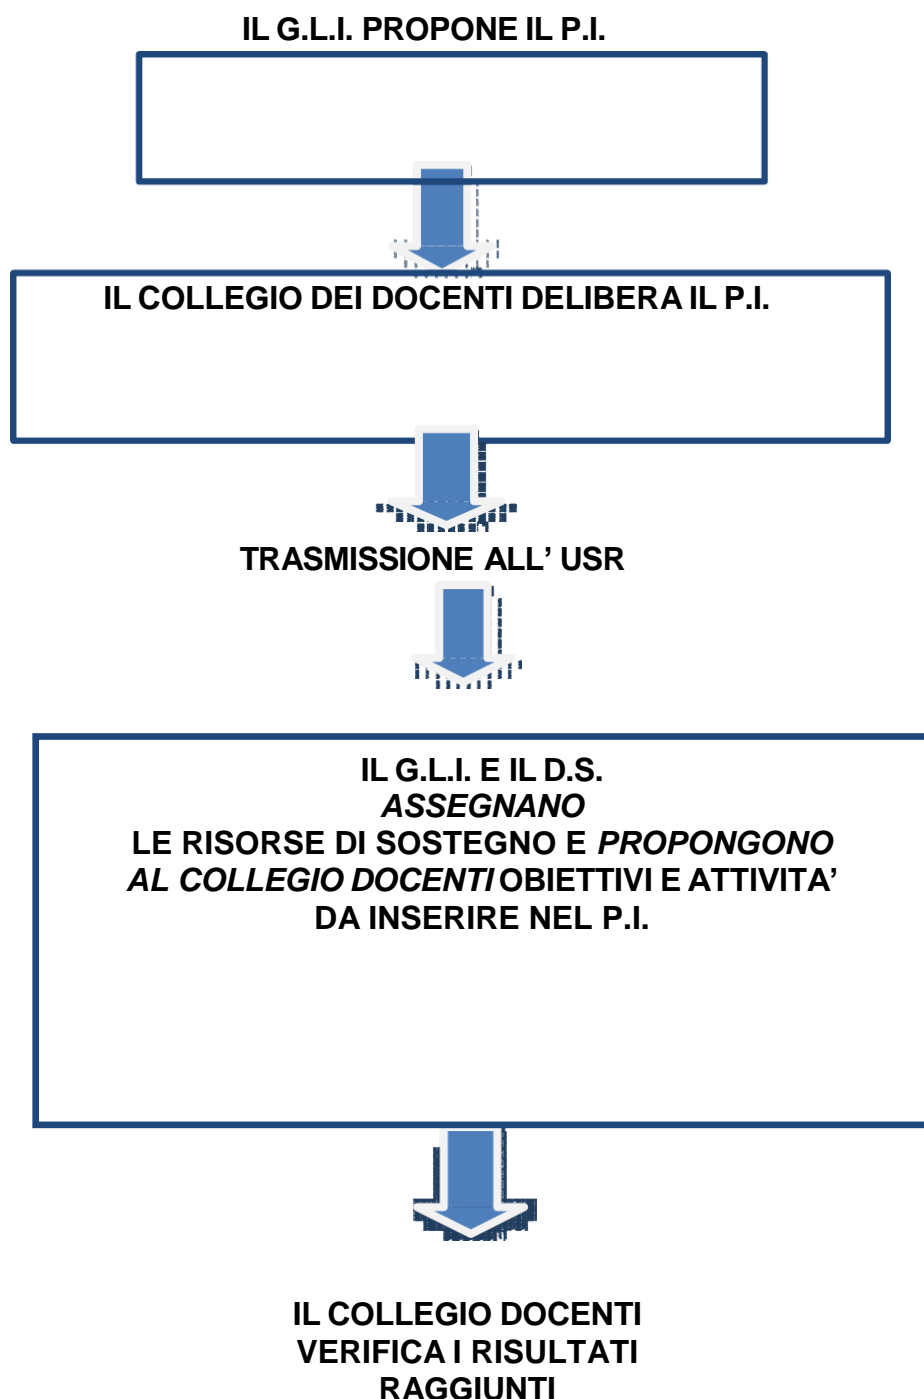 IL G.L.I. PROPONE IL P.I.
IL COLLEGIO DEI DOCENTI DELIBERA IL P.I.
TRASMISSIONE ALL’ USR
IL G.L.I. E IL D.S.
ASSEGNANO
LE RISORSE DI SOSTEGNO E PROPONGONO
AL COLLEGIO DOCENTI OBIETTIVI E ATTIVITA’
DA INSERIRE NEL P.I.
IL COLLEGIO DOCENTI
VERIFICA I RISULTATI
RAGGIUNTI